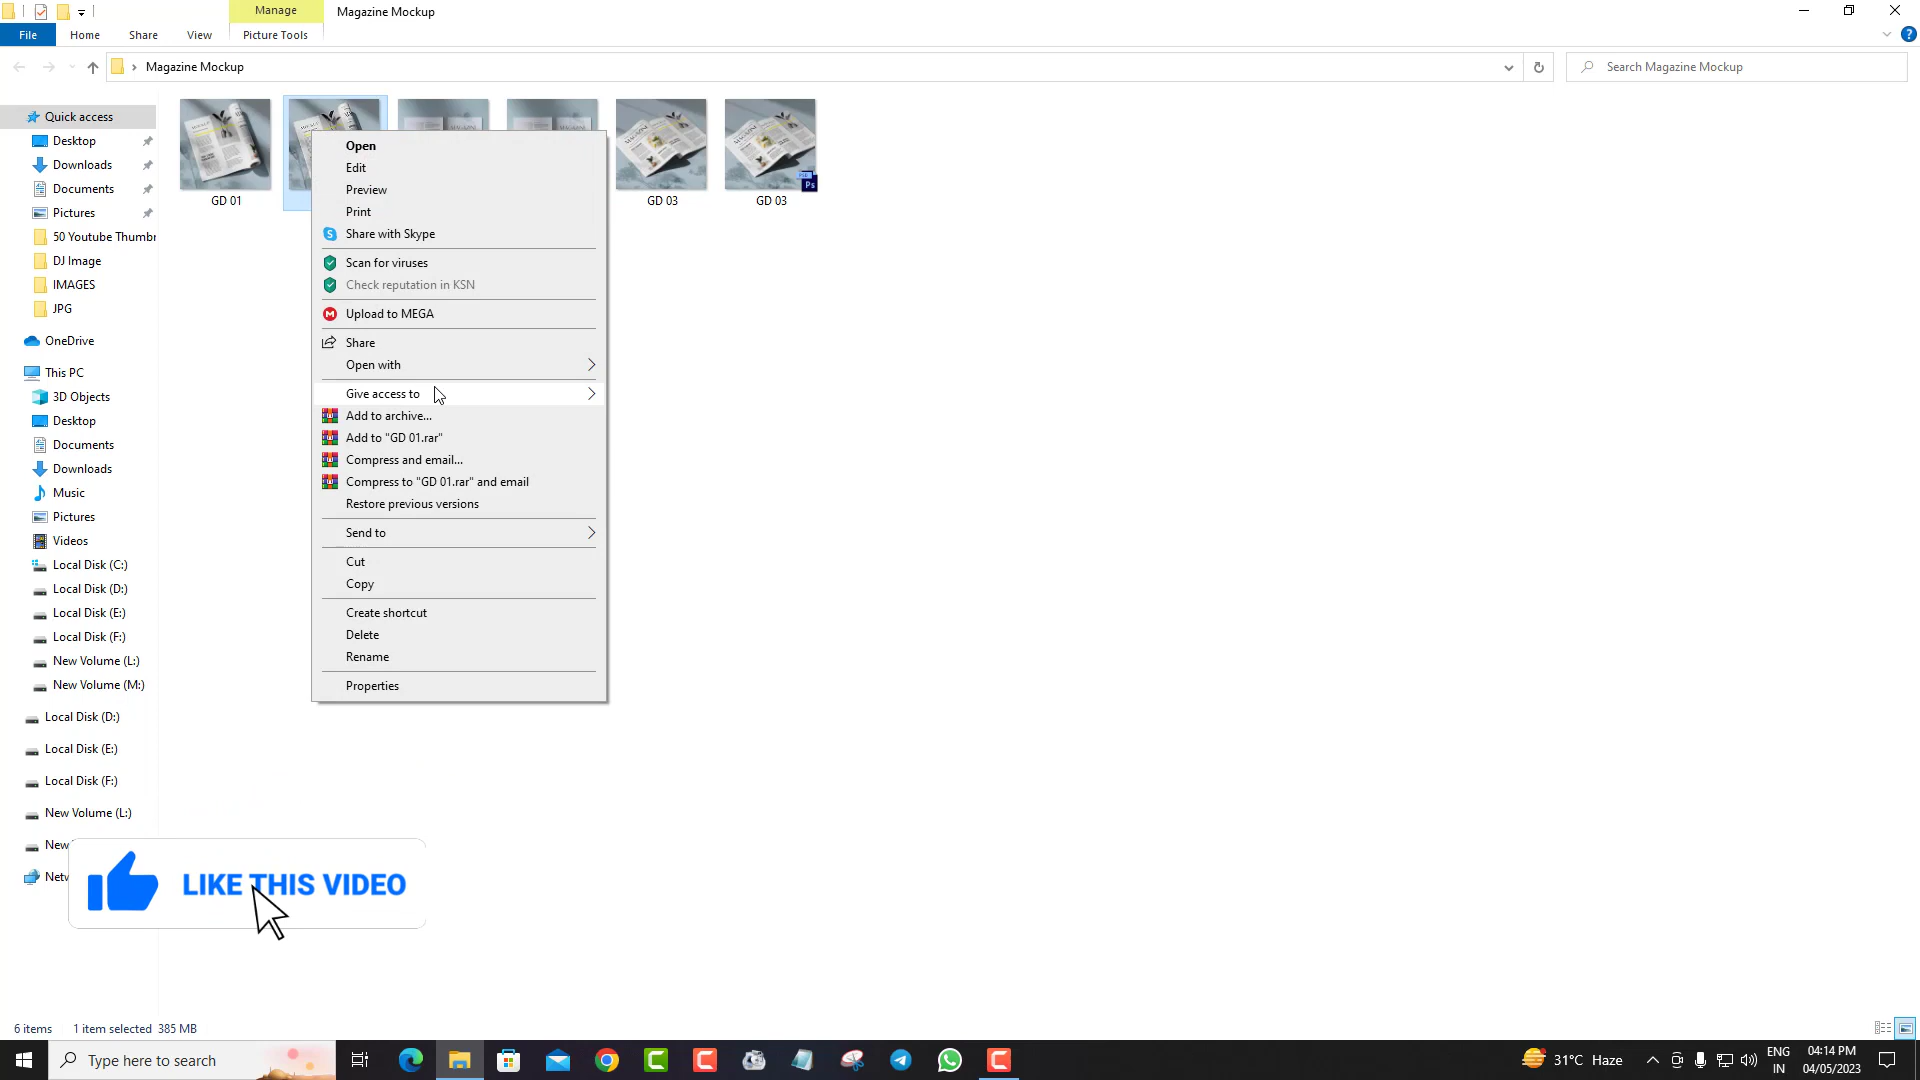 Manage
Magazine Mockup
File
Home
Share
View
Picture Tools
Magazine Mockup
Search Magazine Mockup
Quick access
Desktop
Downloads
Documents
Pictures
50 Youtube Thumbr
DJ Image
IMAGES
JPG
OneDrive
This PC
3D Objects
Desktop
Documents
Downloads
Music
Pictures
Videos
Local Disk (C:)
Local Disk (D:)
Local Disk (E:)
Local Disk (F:)
New Volume (L:)
New Volume (M:)
Local Disk (D:)
Local Disk (E:)
Local Disk (F:)
New Volume (L:)
New
Netw
GD 01
GD 03
Ps
GD 03
Open
Edit
Preview
Print
Share with Skype
Scan for viruses
Check reputation in KSN
Upload to MEGA
Share
Open with
Give access to
Add to archive...
Add to "GD 01.rar"
Compress and email...
Compress to "GD 01.rar" and email
Restore previous versions
Send to
Cut
Copy
Create shortcut
Delete
Rename
Properties
LIKE THIS VIDEO
6 items
1 item selected 385 MB
Type here to search
31°C Haze
ENG
IN
04:14 PM
04/05/2023